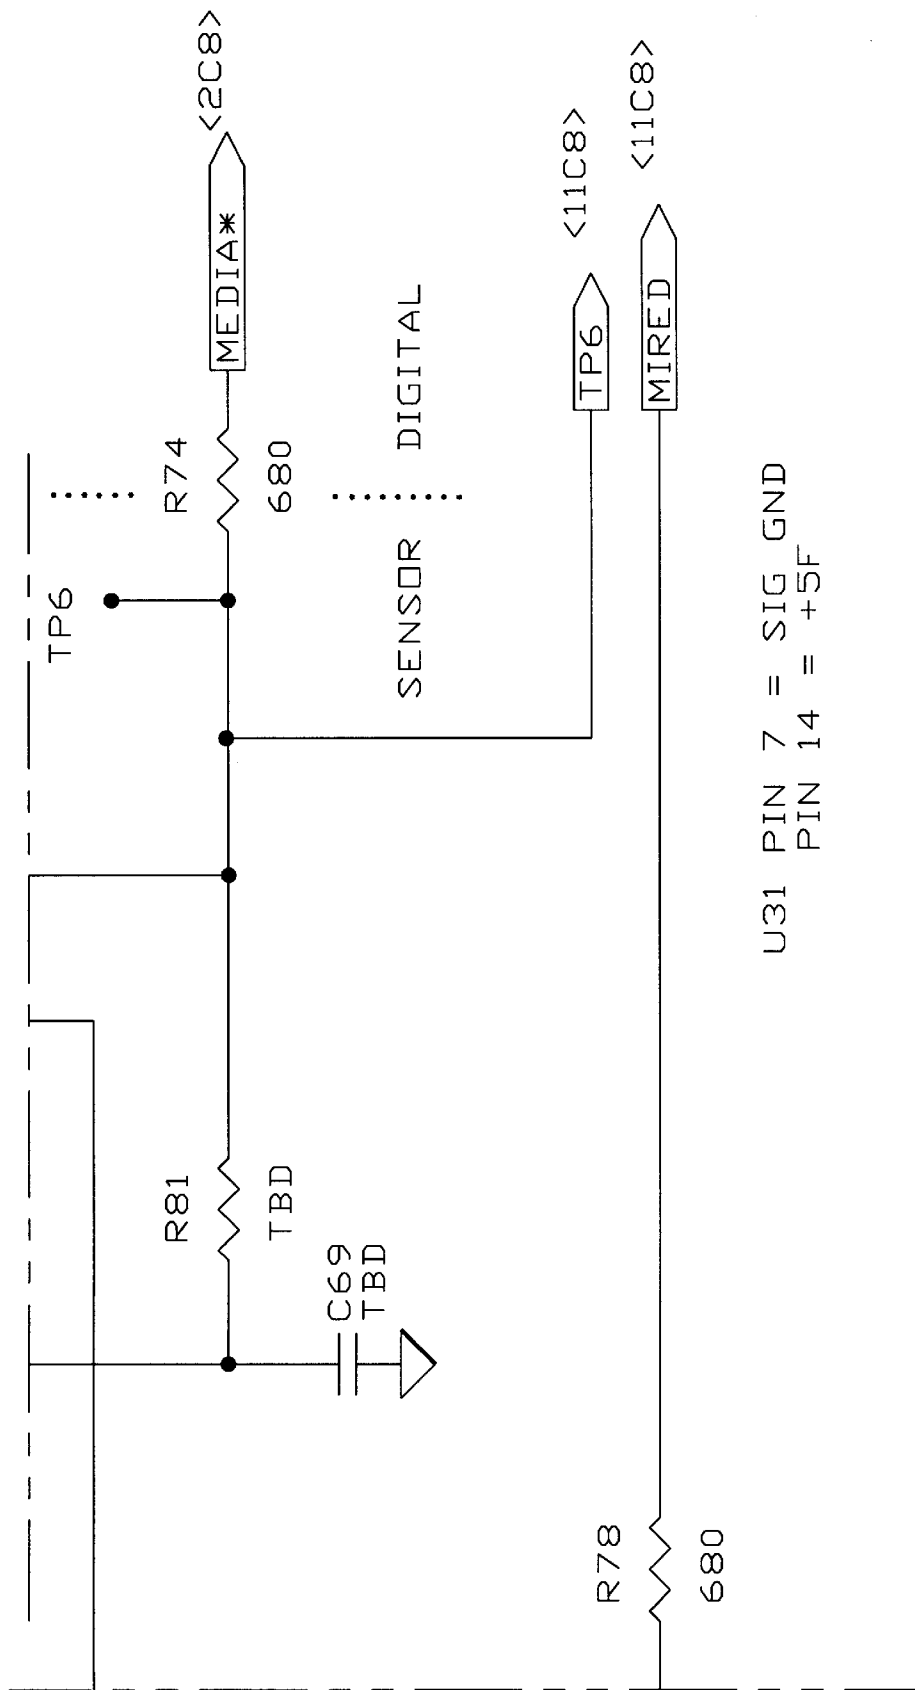 TP6
R74
680
MEDIA*
<2C8>
SENSOR
DIGITAL
R81
TBD
C69
TBD
TP6
<11C8>
MIRED
<11C8>
R78
680
U31 PIN 7 = SIG GND
PIN 14 = +5F